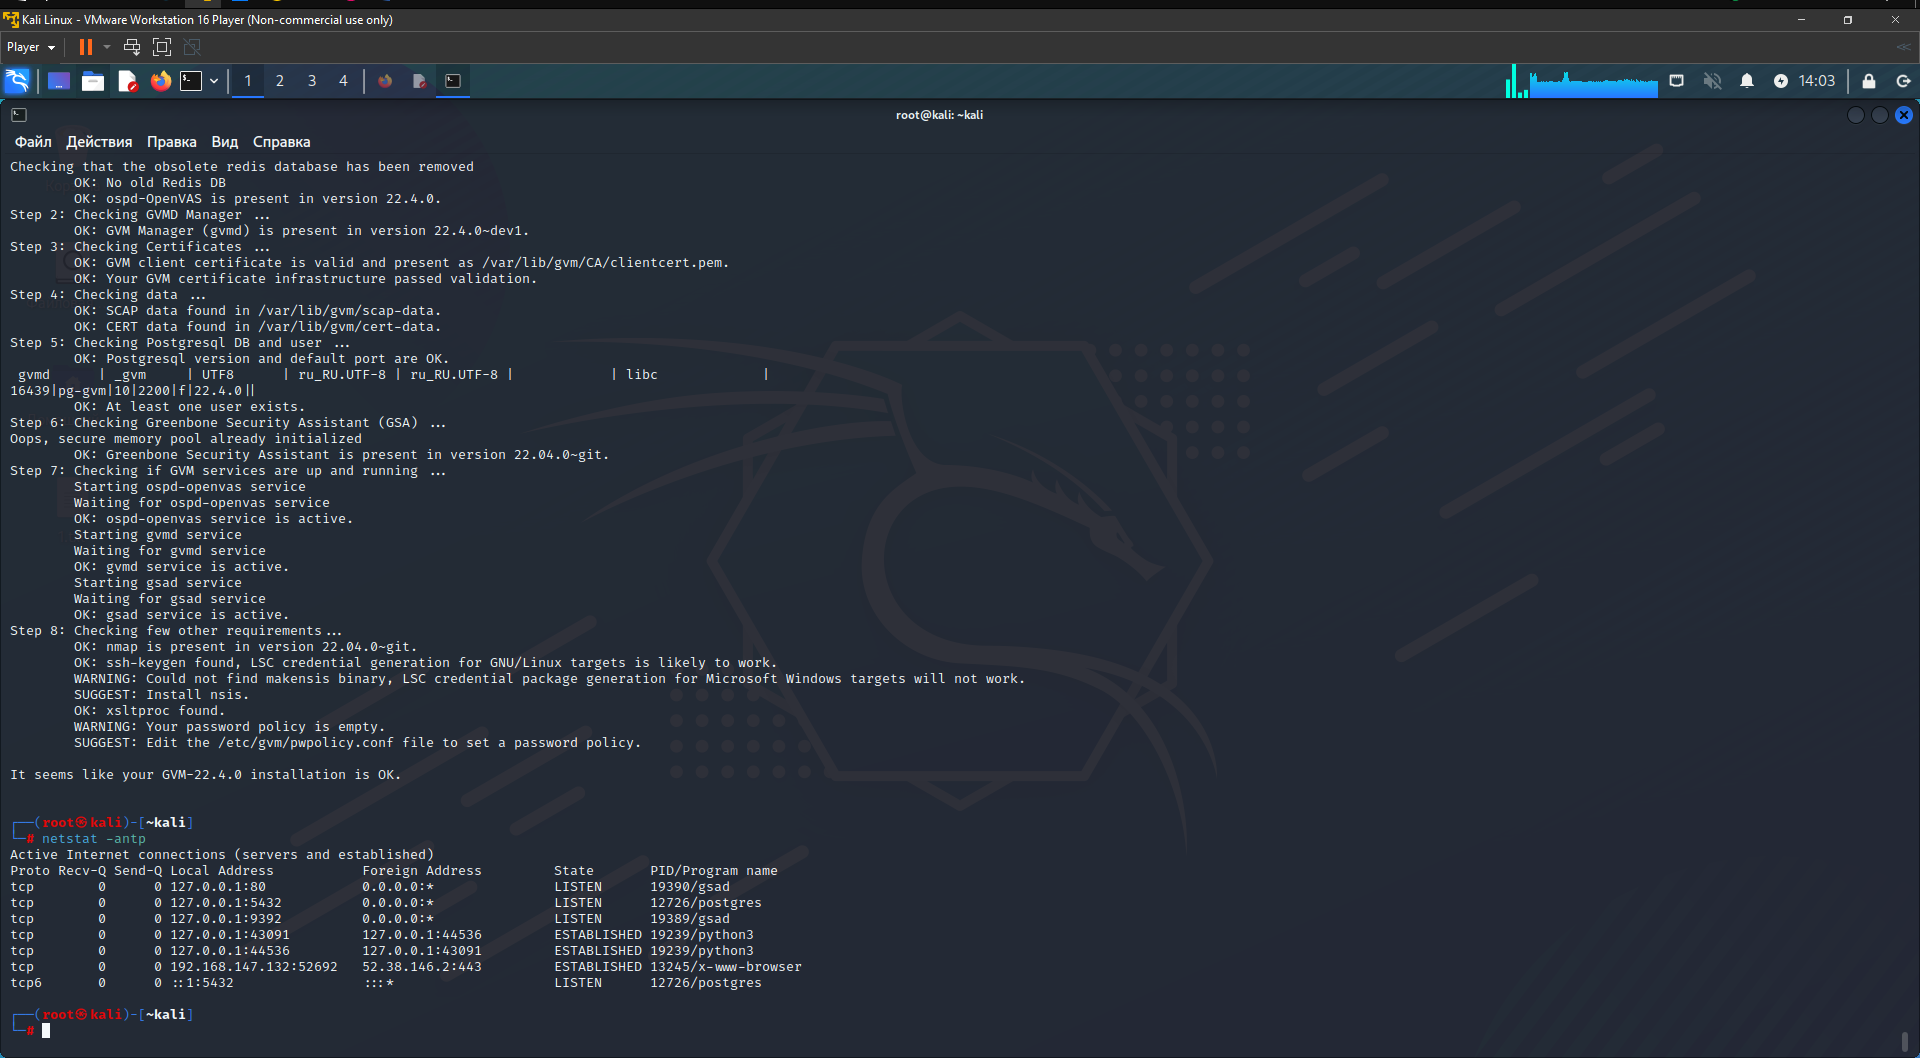 Kali Linux - VMware Workstation 16 Player (Non-commercial use only)
Player
1 2 3 4
14:03
root@kali: ~kali
Файл Действия Правка Вид Справка
Checking that the obsolete redis database has been removed
OK: No old Redis DB
OK: ospd-OpenVAS is present in version 22.4.0.
Step 2: Checking GVMD Manager ...
OK: GVM Manager (gvmd) is present in version 22.4.0~dev1.
Step 3: Checking Certificates ...
OK: GVM client certificate is valid and present as /var/lib/gvm/CA/clientcert.pem.
OK: Your GVM certificate infrastructure passed validation.
Step 4: Checking data ...
OK: SCAP data found in /var/lib/gvm/scap-data.
OK: CERT data found in /var/lib/gvm/cert-data.
Step 5: Checking Postgresql DB and user ...
OK: Postgresql version and default port are OK.
gvmd | _gvm | UTF8 | ru_RU.UTF-8 | ru_RU.UTF-8 | | libc |
16439|pg-gvm|10|2200|f|22.4.0||
OK: At least one user exists.
Step 6: Checking Greenbone Security Assistant (GSA) ...
Oops, secure memory pool already initialized
OK: Greenbone Security Assistant is present in version 22.04.0~git.
Step 7: Checking if GVM services are up and running ...
Starting ospd-openvas service
Waiting for ospd-openvas service
OK: ospd-openvas service is active.
Starting gvmd service
Waiting for gvmd service
OK: gvmd service is active.
Starting gsad service
Waiting for gsad service
OK: gsad service is active.
Step 8: Checking few other requirements...
OK: nmap is present in version 22.04.0~git.
OK: ssh-keygen found, LSC credential generation for GNU/Linux targets is likely to work.
WARNING: Could not find makensis binary, LSC credential package generation for Microsoft Windows targets will not work.
SUGGEST: Install nsis.
OK: xsltproc found.
WARNING: Your password policy is empty.
SUGGEST: Edit the /etc/gvm/pwpolicy.conf file to set a password policy.
It seems like your GVM-22.4.0 installation is OK.
┌──(root㉿kali)-[~kali]
└─# netstat -antp
Active Internet connections (servers and established)
Proto Recv-Q Send-Q Local Address Foreign Address State PID/Program name
tcp 0 0 127.0.0.1:80 0.0.0.0:* LISTEN 19390/gsad
tcp 0 0 127.0.0.1:5432 0.0.0.0:* LISTEN 12726/postgres
tcp 0 0 127.0.0.1:9392 0.0.0.0:* LISTEN 19389/gsad
tcp 0 0 127.0.0.1:43091 127.0.0.1:44536 ESTABLISHED 19239/python3
tcp 0 0 127.0.0.1:44536 127.0.0.1:43091 ESTABLISHED 19239/python3
tcp 0 0 192.168.147.132:52692 52.38.146.2:443 ESTABLISHED 13245/x-www-browser
tcp6 0 0 ::1:5432 :::* LISTEN 12726/postgres
┌──(root㉿kali)-[~kali]
└─#